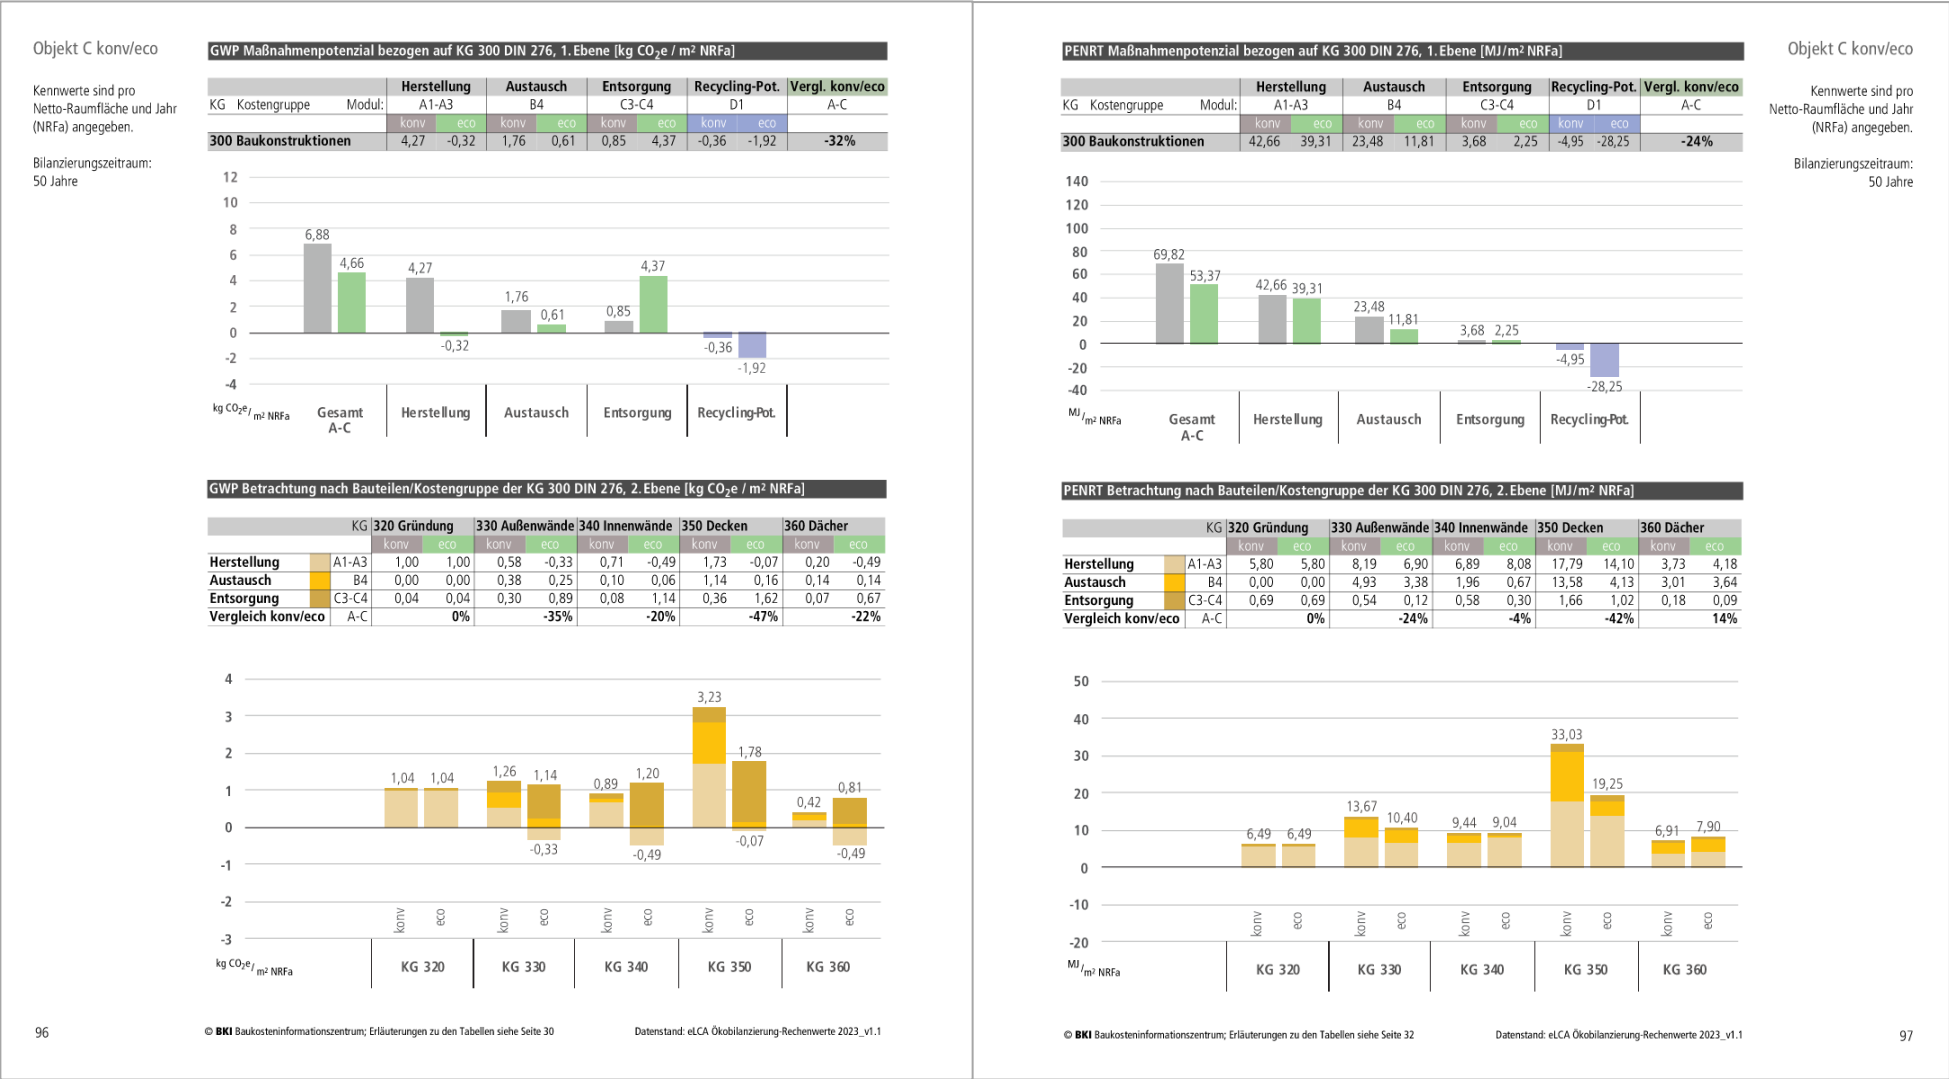 Objekt C konv/eco
Kennwerte sind pro
Netto-Raumfläche und Jahr
(NRFa) angegeben.
Bilanzierungszeitraum:
50 Jahre
GWP Maßnahmenpotenzial bezogen auf KG 300 DIN 276, 1. Ebene [kg CO₂e / m² NRFa]
Herstellung Austausch Entsorgung Recycling-Pot. Vergl. konv/eco
KG Kostengruppe Modul: A1-A3 B4 C3-C4 D1 A-C
konv eco konv eco konv eco konv eco
300 Baukonstruktionen 4,27 -0,32 1,76 0,61 0,85 4,37 -0,36 -1,92 -32%
12
10
8
6
4
2
0
-2
-4
6,88
4,66
4,27
-0,32
1,76
0,61
0,85
4,37
-0,36
-1,92
kg CO₂e/ m² NRFa
Gesamt
A-C
Herstellung
Austausch
Entsorgung
Recycling-Pot.
GWP Betrachtung nach Bauteilen/Kostengruppe der KG 300 DIN 276, 2. Ebene [kg CO₂e / m² NRFa]
KG 320 Gründung 330 Außenwände 340 Innenwände 350 Decken 360 Dächer
konv eco konv eco konv eco konv eco konv eco
Herstellung A1-A3 1,00 1,00 0,58 -0,33 0,71 -0,49 1,73 -0,07 0,20 -0,49
Austausch B4 0,00 0,00 0,38 0,25 0,10 0,06 1,14 0,16 0,14 0,14
Entsorgung C3-C4 0,04 0,04 0,30 0,89 0,08 1,14 0,36 1,62 0,07 0,67
Vergleich konv/eco A-C 0% -35% -20% -47% -22%
4
3
2
1
0
-1
-2
-3
1,04
1,04
1,26
1,14
-0,33
0,89
1,20
-0,49
3,23
1,78
-0,07
0,42
0,81
-0,49
konv eco konv eco konv eco konv eco konv eco
kg CO₂e/ m² NRFa
KG 320 KG 330 KG 340 KG 350 KG 360
96
© BKI Baukosteninformationszentrum; Erläuterungen zu den Tabellen siehe Seite 30
Datenstand: eLCA Ökobilanzierung-Rechenwerte 2023_v1.1
PENRT Maßnahmenpotenzial bezogen auf KG 300 DIN 276, 1. Ebene [MJ/m² NRFa]
Objekt C konv/eco
Kennwerte sind pro
Netto-Raumfläche und Jahr
(NRFa) angegeben.
Bilanzierungszeitraum:
50 Jahre
Herstellung Austausch Entsorgung Recycling-Pot. Vergl. konv/eco
KG Kostengruppe Modul: A1-A3 B4 C3-C4 D1 A-C
konv eco konv eco konv eco konv eco
300 Baukonstruktionen 42,66 39,31 23,48 11,81 3,68 2,25 -4,95 -28,25 -24%
140
120
100
80
60
40
20
0
-20
-40
69,82
53,37
42,66
39,31
23,48
11,81
3,68
2,25
-4,95
-28,25
MJ/m² NRFa
Gesamt
A-C
Herstellung
Austausch
Entsorgung
Recycling-Pot.
PENRT Betrachtung nach Bauteilen/Kostengruppe der KG 300 DIN 276, 2. Ebene [MJ/m² NRFa]
KG 320 Gründung 330 Außenwände 340 Innenwände 350 Decken 360 Dächer
konv eco konv eco konv eco konv eco konv eco
Herstellung A1-A3 5,80 5,80 8,19 6,90 6,89 8,08 17,79 14,10 3,73 4,18
Austausch B4 0,00 0,00 4,93 3,38 1,96 0,67 13,58 4,13 3,01 3,64
Entsorgung C3-C4 0,69 0,69 0,54 0,12 0,58 0,30 1,66 1,02 0,18 0,09
Vergleich konv/eco A-C 0% -24% -4% -42% 14%
50
40
30
20
10
0
-10
-20
6,49
6,49
13,67
10,40
9,44
9,04
33,03
19,25
6,91
7,90
konv eco konv eco konv eco konv eco konv eco
MJ/m² NRFa
KG 320 KG 330 KG 340 KG 350 KG 360
© BKI Baukosteninformationszentrum; Erläuterungen zu den Tabellen siehe Seite 32
Datenstand: eLCA Ökobilanzierung-Rechenwerte 2023_v1.1
97